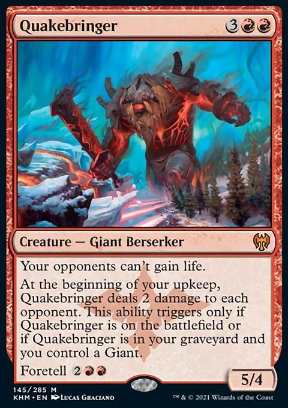 Quakebringer 3
Creature — Giant Berserker
Your opponents can't gain life.
At the beginning of your upkeep,
Quakebringer deals 2 damage to each
opponent. This ability triggers only if
Quakebringer is on the battlefield or
if Quakebringer is in your graveyard and
you control a Giant.
Foretell 2
5/4
145/285 M
KHM • EN Lucas Graciano
™ & © 2021 Wizards of the Coast